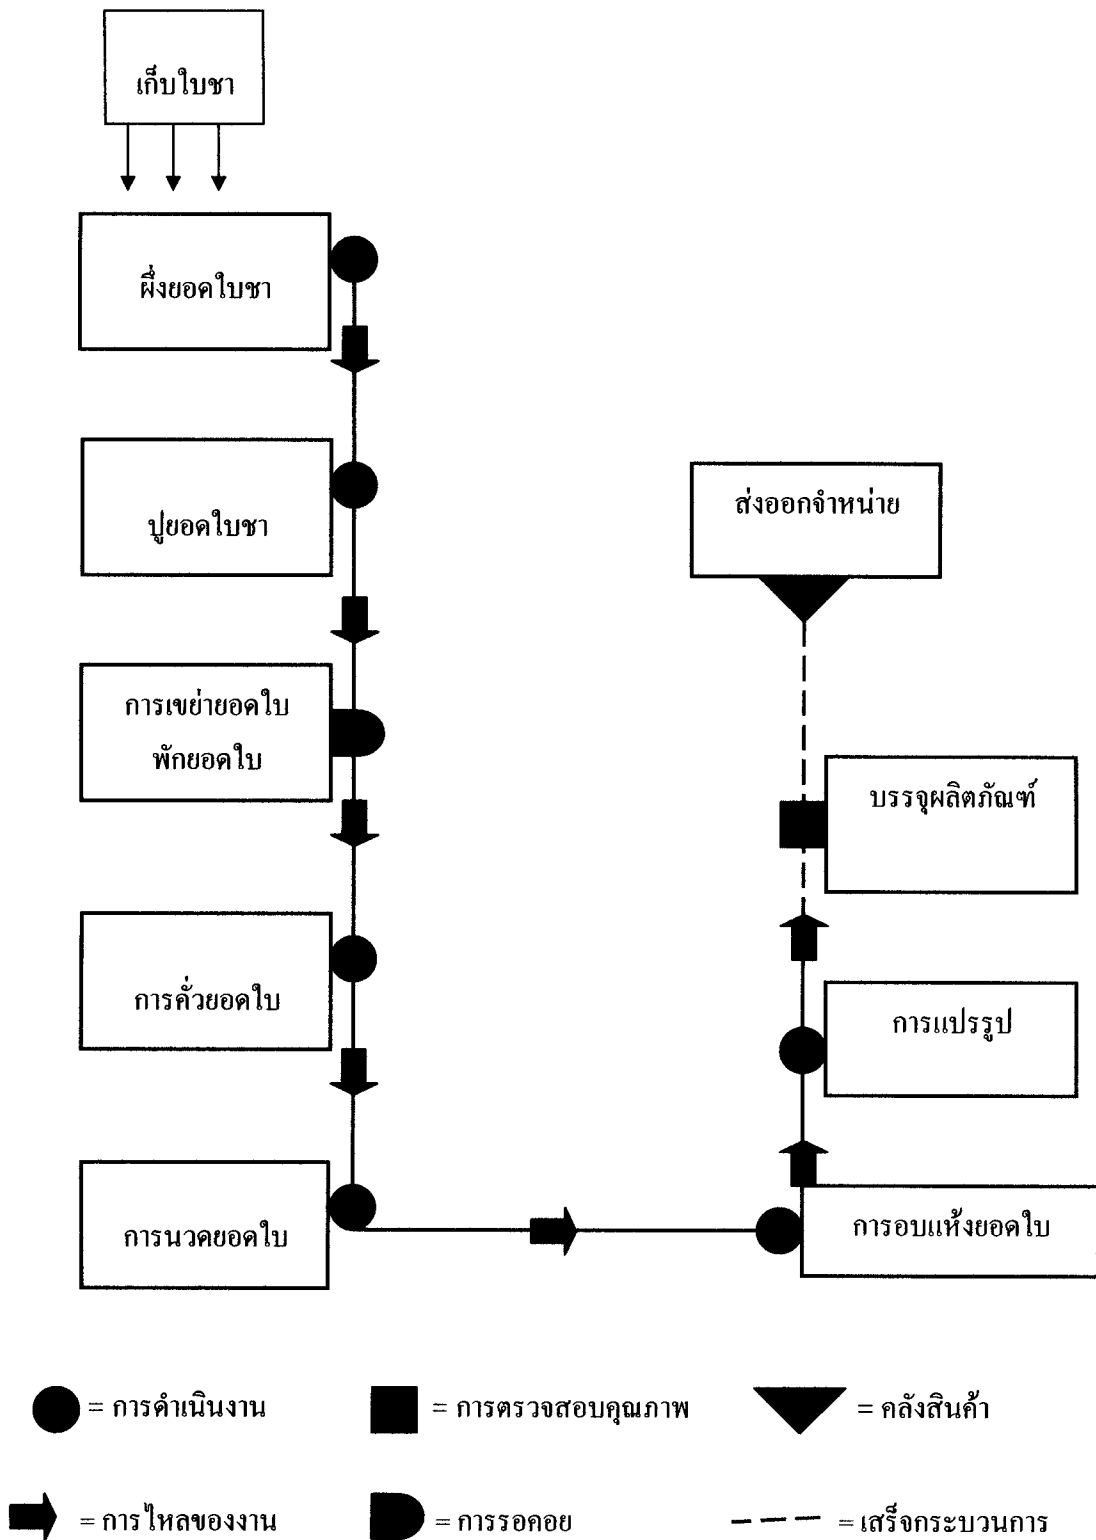 เก็บใบชา
ผึ่งยอดใบชา
ปูยอดใบชา
การเขย่ายอดใบ
พักยอดใบ
การคั่วยอดใบ
การนวดยอดใบ
การอบแห้งยอดใบ
การแปรรูป
บรรจุผลิตภัณฑ์
ส่งออกจำหน่าย
= การดำเนินงาน
= การตรวจสอบคุณภาพ
= คลังสินค้า
= การไหลของงาน
= การรอคอย
= เสร็จกระบวนการ